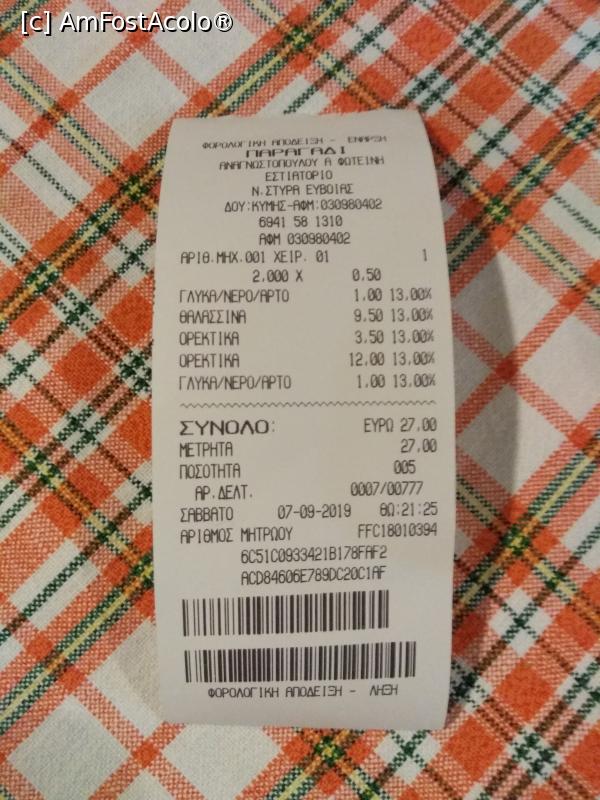 [c] AmFostAcolo®
ΦΟΡΟΛΟΓΙΚΗ ΑΠΟΔΕΙΞΗ - ΕΝΑΡΞΗ
ΠΑΡΑΓΑΔΙ
ΑΝΑΓΝΩΣΤΟΠΟΥΛΟΥ Α ΦΩΤΕΙΝΗ
ΕΣΤΙΑΤΟΡΙΟ
Ν.ΣΤΥΡΑ ΕΥΒΟΙΑΣ
ΔΟΥ:ΚΥΜΗΣ-ΑΦΜ:030980402
6941 58 1310
ΑΦΜ 030980402
ΑΡΙΘ.ΜΗΧ.001 ΧΕΙΡ. 01 1
2,000 X 0,50
ΓΛΥΚΑ/ΝΕΡΟ/ΑΡΤΟ 1,00 13,00%
ΘΑΛΑΣΣΙΝΑ 9,50 13,00%
ΟΡΕΚΤΙΚΑ 3,50 13,00%
ΟΡΕΚΤΙΚΑ 12,00 13,00%
ΓΛΥΚΑ/ΝΕΡΟ/ΑΡΤΟ 1,00 13,00%
ΣΥΝΟΛΟ: ΕΥΡΩ 27,00
ΜΕΤΡΗΤΑ 27,00
ΠΟΣΟΤΗΤΑ 005
ΑΡ.ΔΕΛΤ. 0007/00777
ΣΑΒΒΑΤΟ 07-09-2019 ΘΩ:21:25
ΑΡΙΘΜΟΣ ΜΗΤΡΩΟΥ FFC18010394
6C51C0933421B178FAF2
ACD84606E789DC20C1AF
ΦΟΡΟΛΟΓΙΚΗ ΑΠΟΔΕΙΞΗ - ΛΗΞΗ